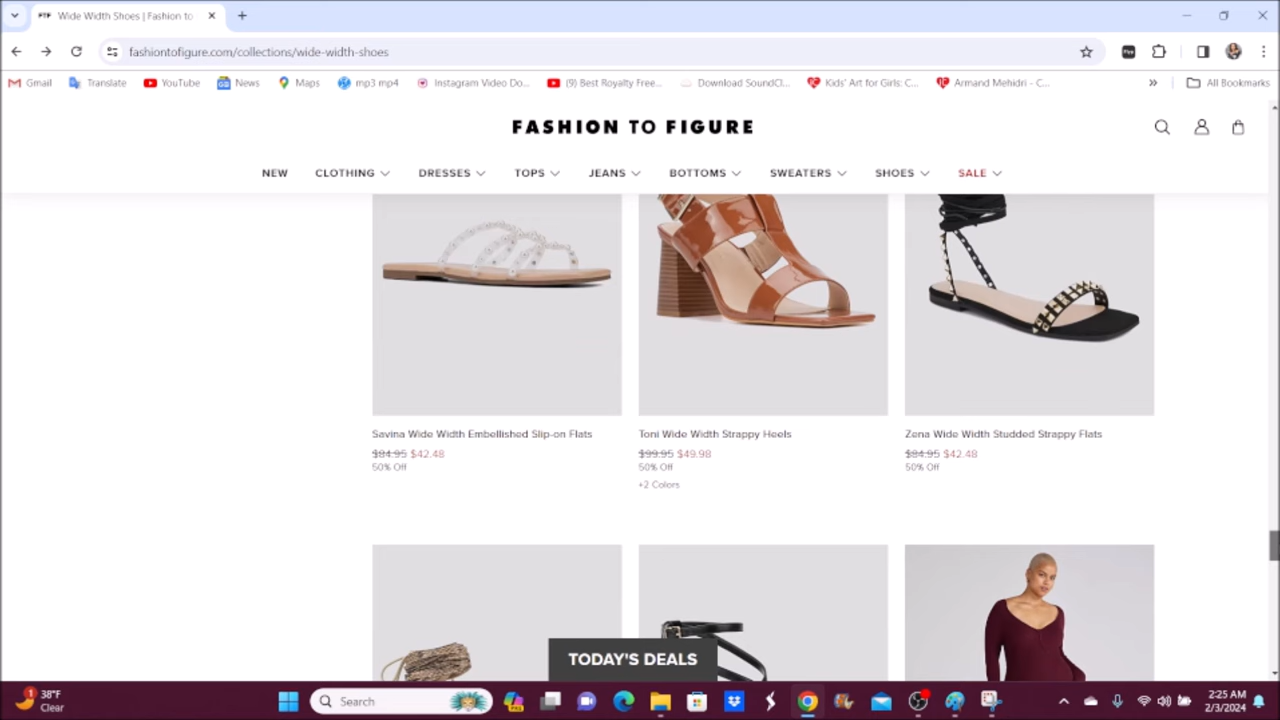 FTF Wide Width Shoes | Fashion to
fashiontofigure.com/collections/wide-width-shoes
Gmail Translate YouTube News Maps mp3 mp4 Instagram Video Do... (9) Best Royalty Free... Download SoundCl... Kids' Art for Girls: C... Armand Mehidri - C... » All Bookmarks
FASHION TO FIGURE
NEW CLOTHING DRESSES TOPS JEANS BOTTOMS SWEATERS SHOES SALE
Savina Wide Width Embellished Slip-on Flats Toni Wide Width Strappy Heels Zena Wide Width Studded Strappy Flats
$84.95 $42.48 $99.95 $49.98 $84.95 $42.48
50% Off 50% Off 50% Off
+2 Colors
TODAY'S DEALS
1 38°F Search 2:25 AM
Clear 2/3/2024